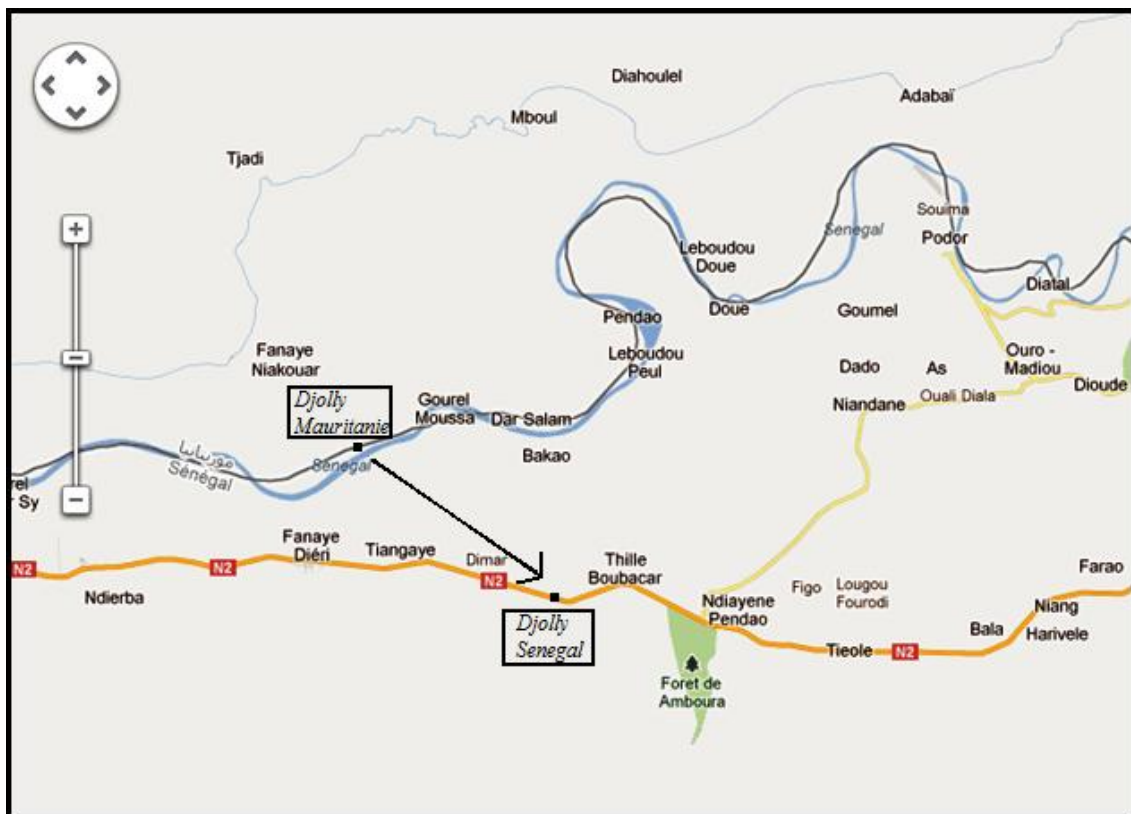 Diahoulel
Adabaï
Mboul
Tjadi
Souima
Podor
Senegal
Leboudou
Doue
Diatal
Doue
Goumel
Pendao
Fanaye
Niakouar
Leboudou
Peul
Ouro -
Madiou
Dado
As
Dioude
Ouali Diala
Niandane
Djolly
Mauritanie
Gourel
Moussa
Dar Salam
Bakao
موريتانيا
Sénégal
Sénégal
rel
Sy
Fanaye
Diéri
Tiangaye
Dimar
N2
N2
N2
Thille
Boubacar
Ndierba
Djolly
Senegal
Ndiayene
Pendao
Figo
Lougou
Fourodi
Farao
Niang
Bala
Harivele
Tieole
N2
Foret de
Amboura